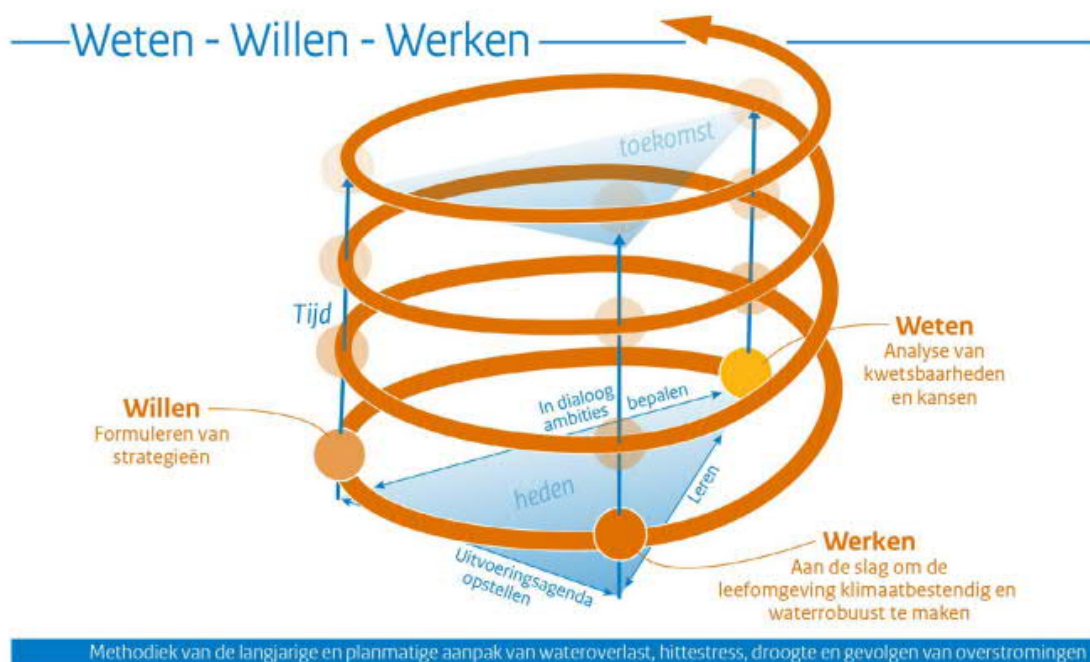 Weten - Willen - Werken
toekomst
Tijd
Weten
Analyse van
kwetsbaarheden
en kansen
In dialoog bepalen
ambities
Willen
Formuleren van
strategieën
heden
Leren
Uitvoeringsagenda
opstellen
Werken
Aan de slag om de
leefomgeving klimaatbestendig en
waterrobuust te maken
Methodiek van de langjarige en planmatige aanpak van wateroverlast, hittestress, droogte en gevolgen van overstromingen